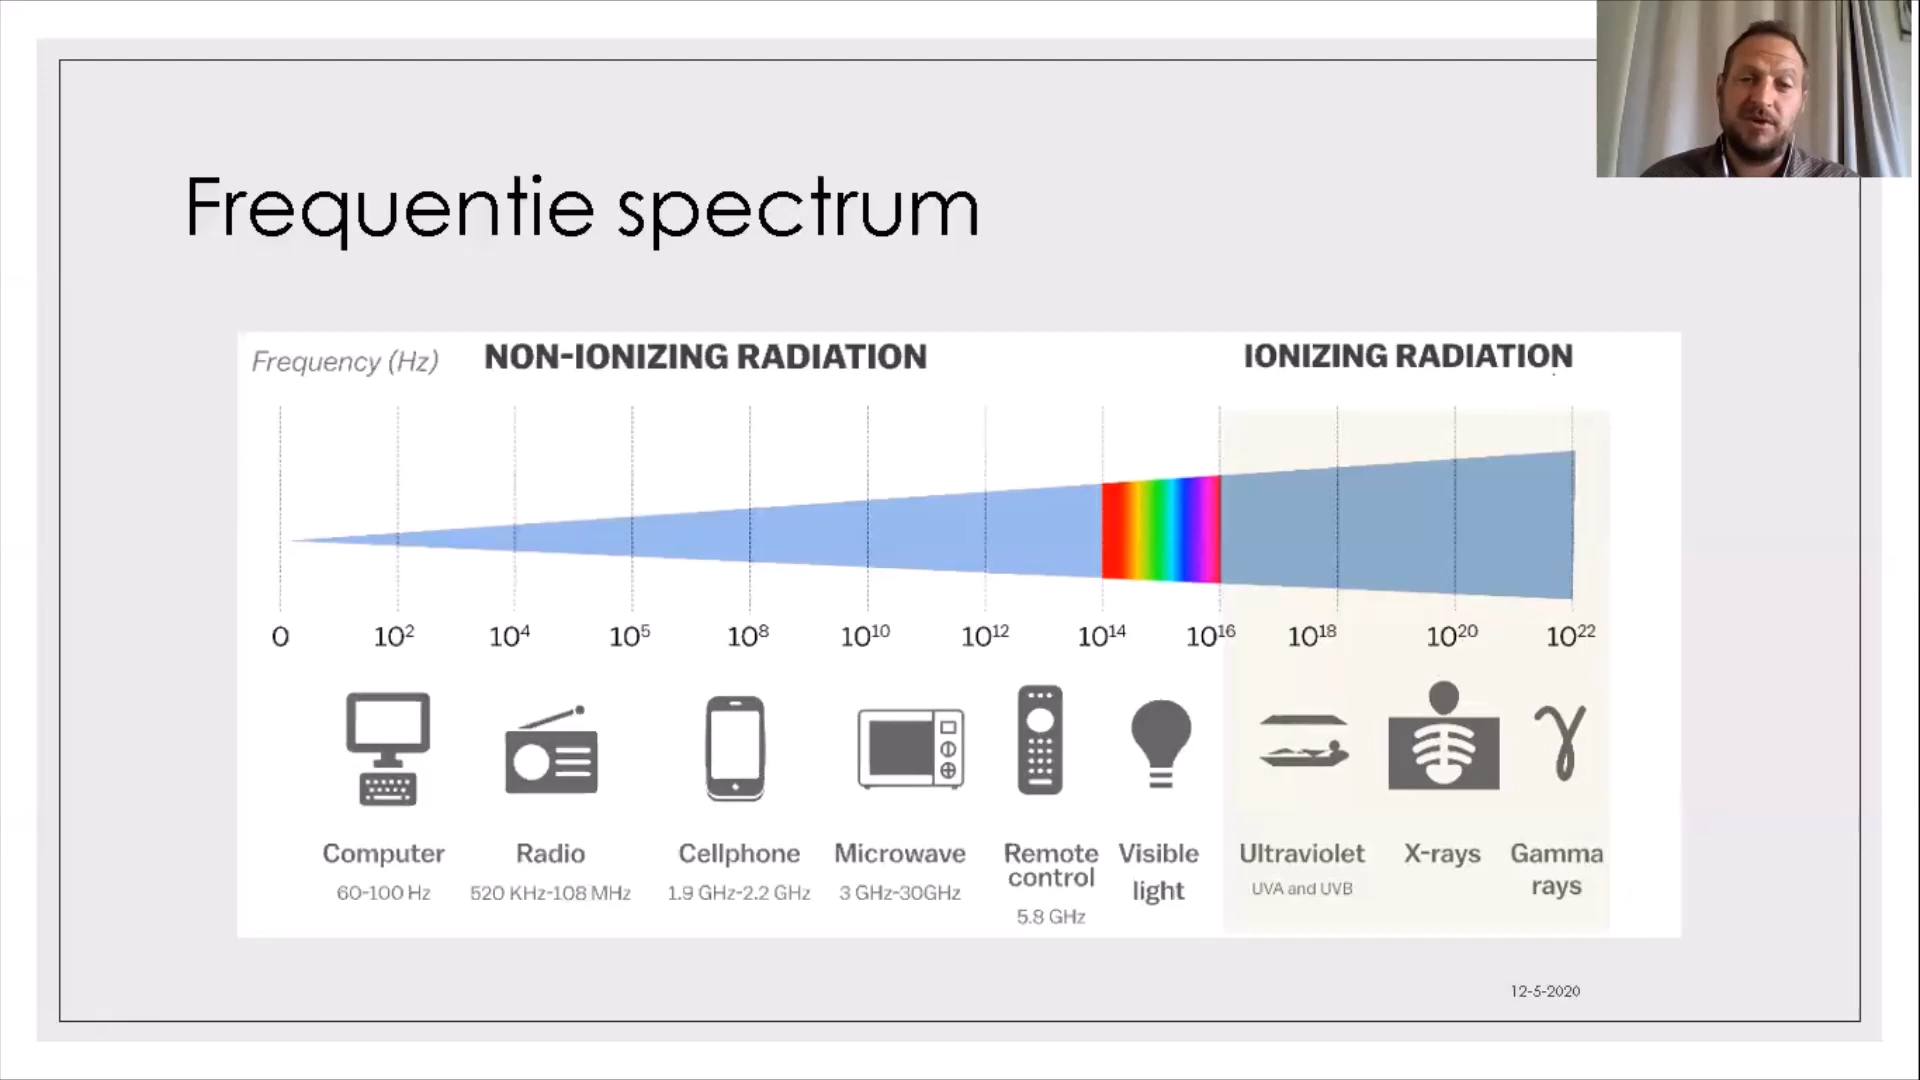 Frequentie spectrum
Frequency (Hz)
NON-IONIZING RADIATION
IONIZING RADIATION
0 10² 10⁴ 10⁵ 10⁸ 10¹⁰ 10¹² 10¹⁴ 10¹⁶ 10¹⁸ 10²⁰ 10²²
Computer
60-100 Hz
Radio
520 KHz-108 MHz
Cellphone
1.9 GHz-2.2 GHz
Microwave
3 GHz-30GHz
Remote
control
5.8 GHz
Visible
light
Ultraviolet
UVA and UVB
X-rays
Gamma
rays
γ
12-5-2020